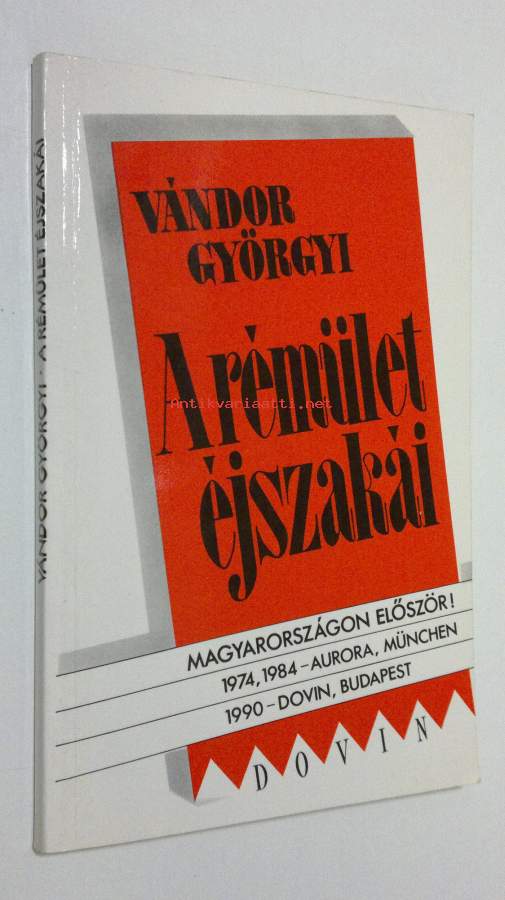 VÁNDOR GYÖRGYI - A RÉMÜLET ÉJSZAKÁI
VÁNDOR
GYÖRGYI
A rémület
éjszakái
Antikvariaatti.net
MAGYARORSZÁGON ELŐSZÖR!
1974, 1984 – AURORA, MÜNCHEN
1990 – DOVIN, BUDAPEST
DOVIN